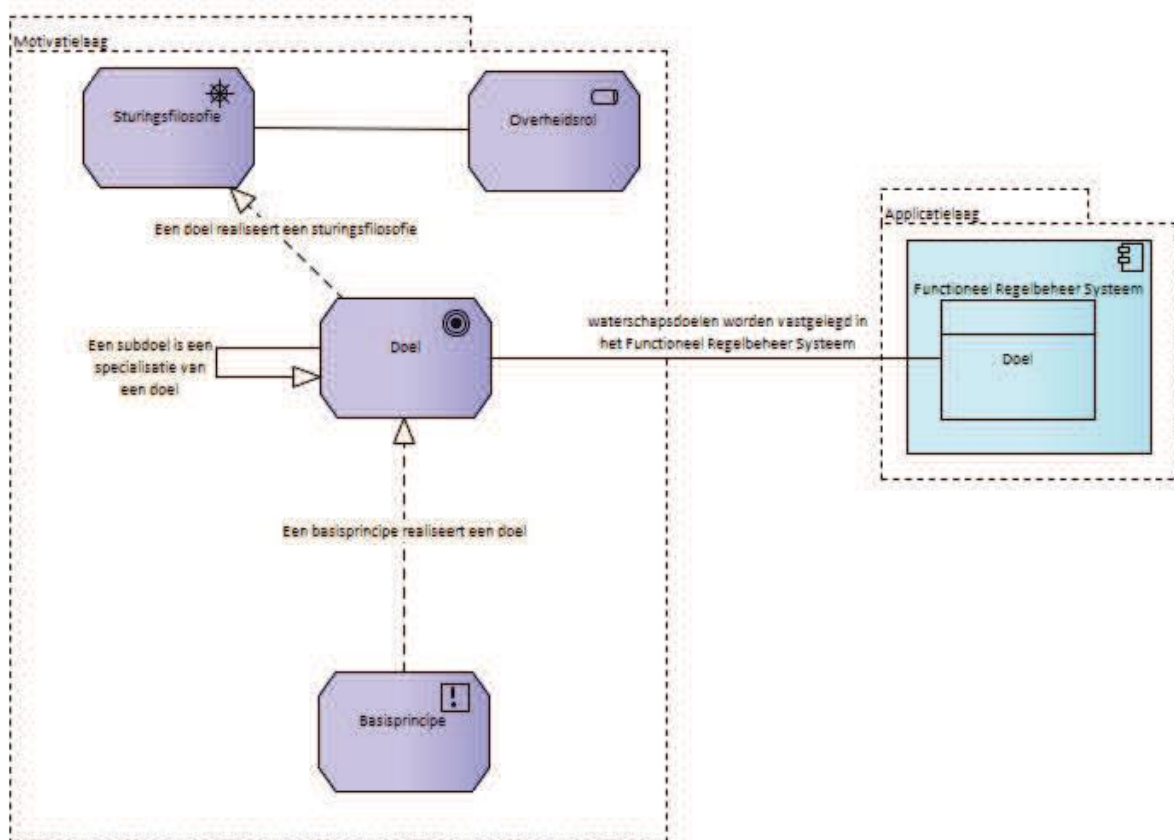 Motivatielaag
Sturingsfilosofie
Overheidsrol
Een doel realiseert een sturingsfilosofie
Applicatielaag
Functioneel Regelbeheer Systeem
Doel
waterschapsdoelen worden vastgelegd in
het Functioneel Regelbeheer Systeem
Doel
Een subdoel is een
specialisatie van
een doel
Een basisprincipe realiseert een doel
Basisprincipe